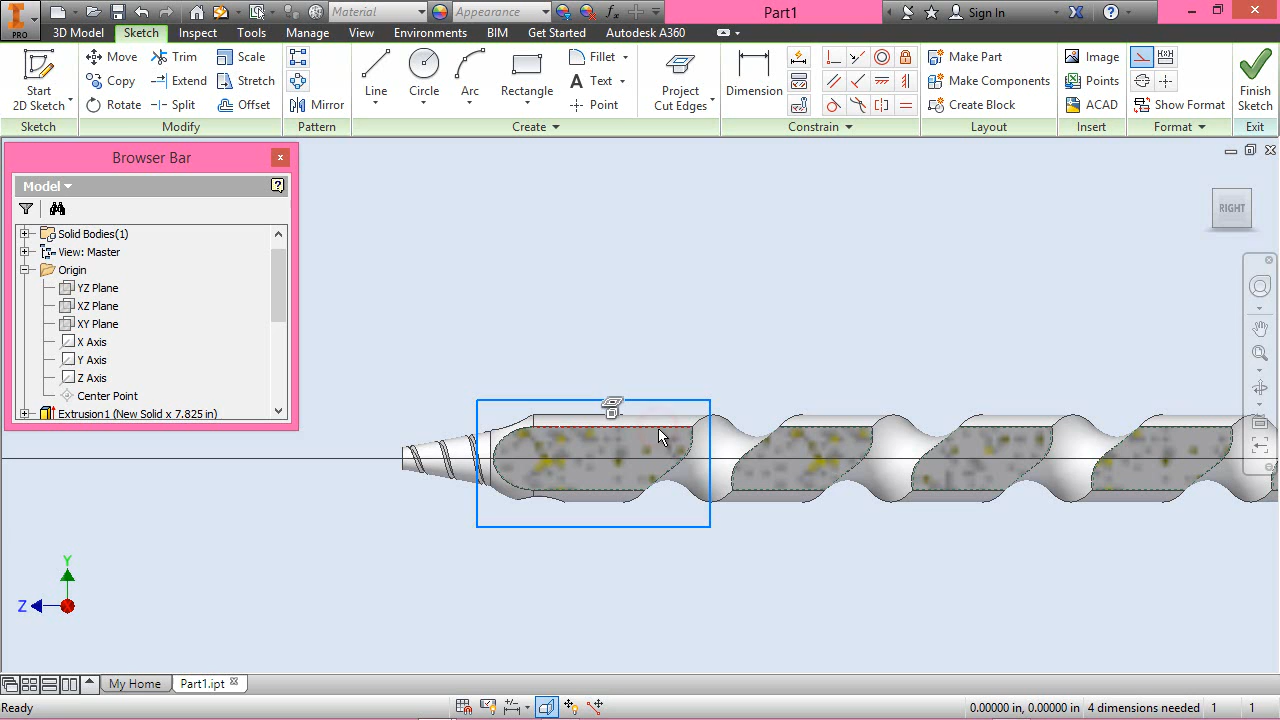 Material
Appearance
Part1
Sign In
PRO
3D Model
Sketch
Inspect
Tools
Manage
View
Environments
BIM
Get Started
Autodesk A360
Start
2D Sketch
Move
Copy
Rotate
Trim
Extend
Split
Scale
Stretch
Offset
Mirror
Line
Circle
Arc
Rectangle
Fillet
Text
Point
Project
Cut Edges
Dimension
Make Part
Make Components
Create Block
Image
Points
ACAD
Show Format
Finish
Sketch
Sketch
Modify
Pattern
Create
Constrain
Layout
Insert
Format
Exit
Browser Bar
Model
Solid Bodies(1)
View: Master
Origin
YZ Plane
XZ Plane
XY Plane
X Axis
Y Axis
Z Axis
Center Point
Extrusion1 (New Solid x 7.825 in)
RIGHT
Y
Z
My Home
Part1.ipt
Ready
0.00000 in, 0.00000 in
4 dimensions needed
1
1